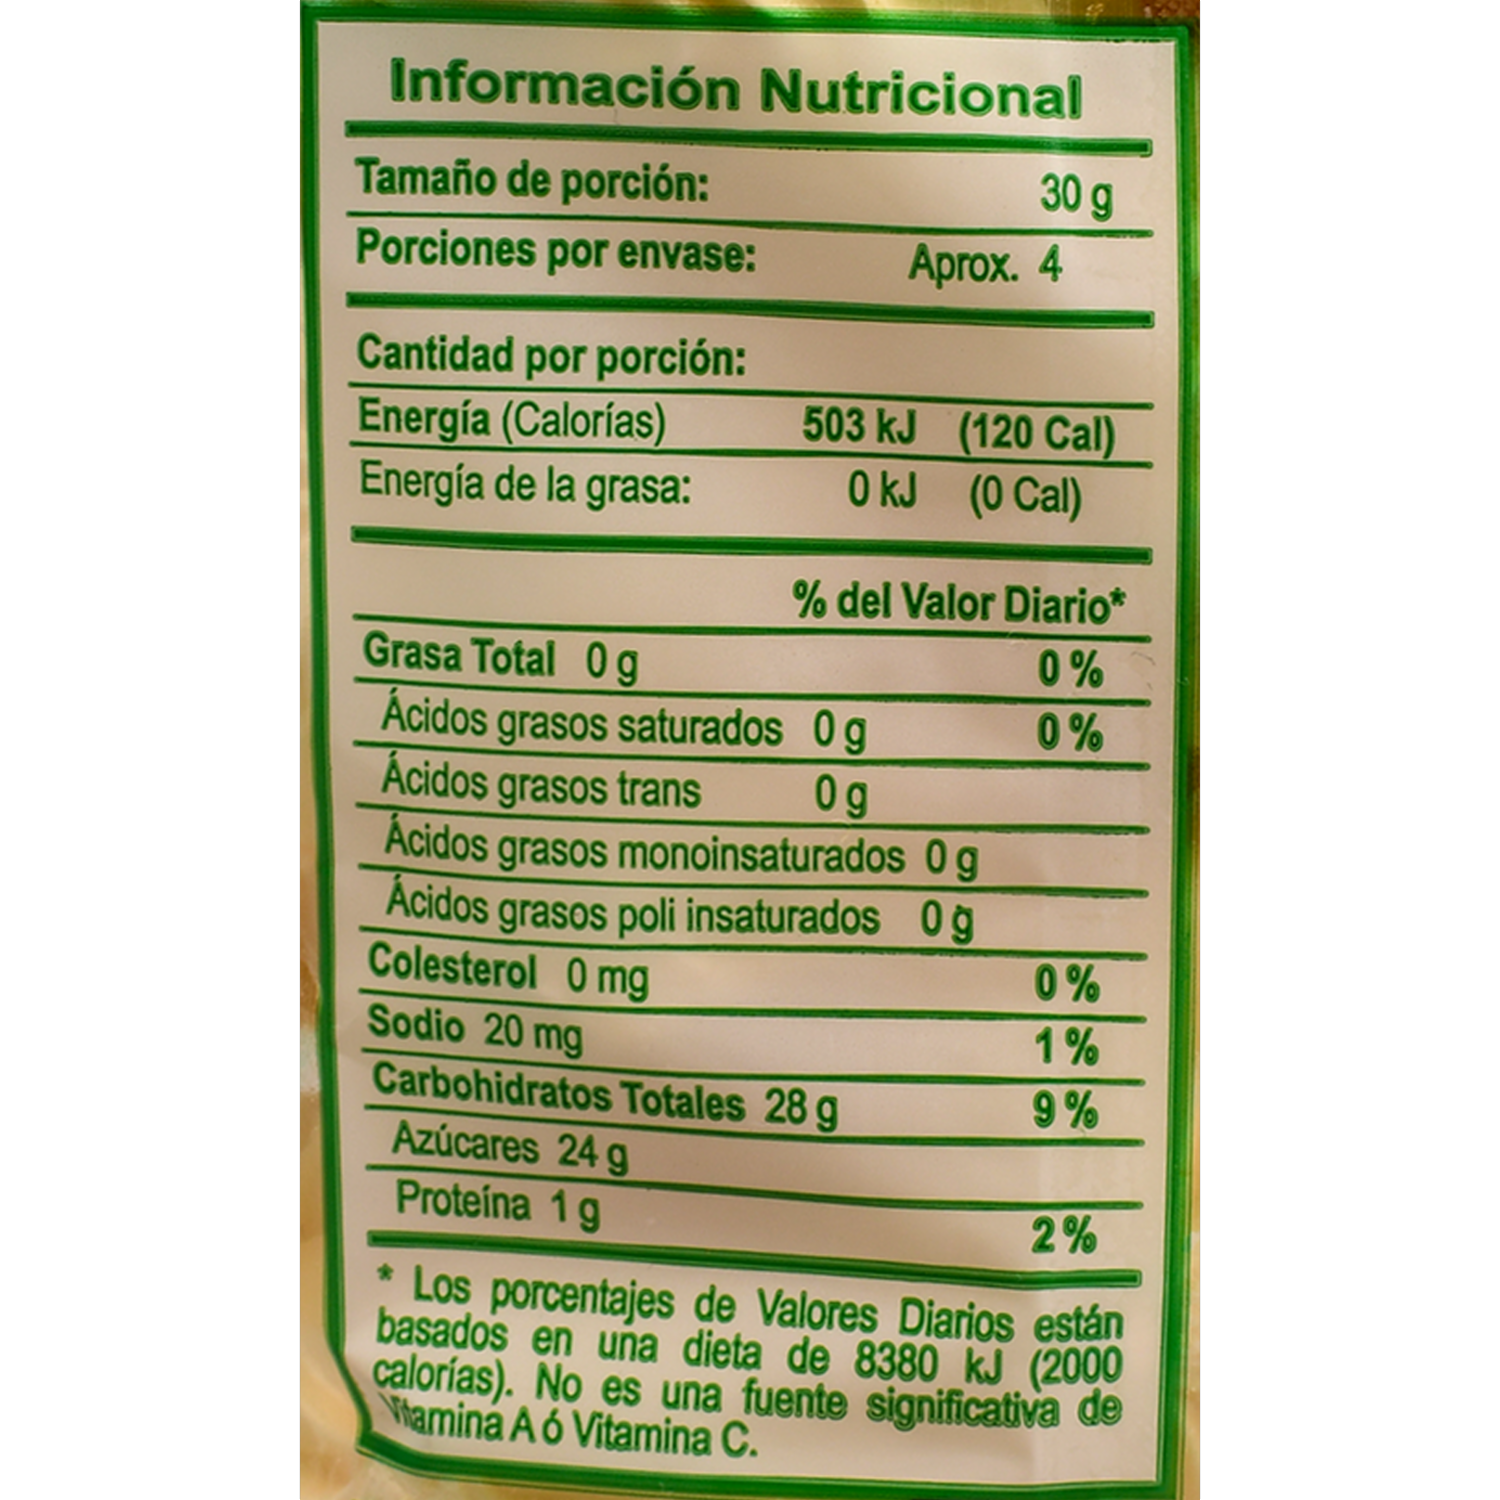 Información Nutricional
Tamaño de porción: 30 g
Porciones por envase: Aprox. 4
Cantidad por porción:
Energía (Calorías) 503 kJ (120 Cal)
Energía de la grasa: 0 kJ (0 Cal)
% del Valor Diario*
Grasa Total 0 g 0 %
Ácidos grasos saturados 0 g 0 %
Ácidos grasos trans 0 g
Ácidos grasos monoinsaturados 0 g
Ácidos grasos poli insaturados 0 g
Colesterol 0 mg 0 %
Sodio 20 mg 1 %
Carbohidratos Totales 28 g 9 %
Azúcares 24 g
Proteína 1 g 2 %
* Los porcentajes de Valores Diarios están
basados en una dieta de 8380 kJ (2000
calorías). No es una fuente significativa de
Vitamina A ó Vitamina C.